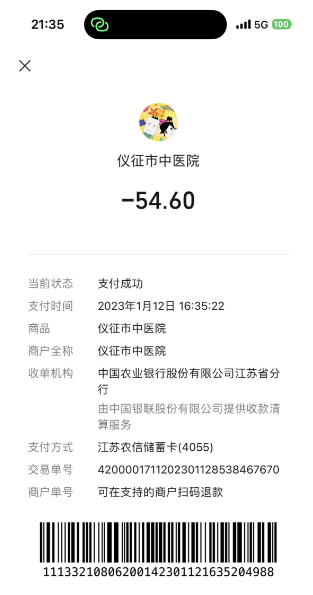 21:35
5G 100
仪征市中医院
-54.60
当前状态 支付成功
支付时间 2023年1月12日 16:35:22
商品 仪征市中医院
商户全称 仪征市中医院
收单机构 中国农业银行股份有限公司江苏省分
行
由中国银联股份有限公司提供收款清
算服务
支付方式 江苏农信储蓄卡(4055)
交易单号 4200001711202301128538467670
商户单号 可在支持的商户扫码退款
11133210806200142301121635204988